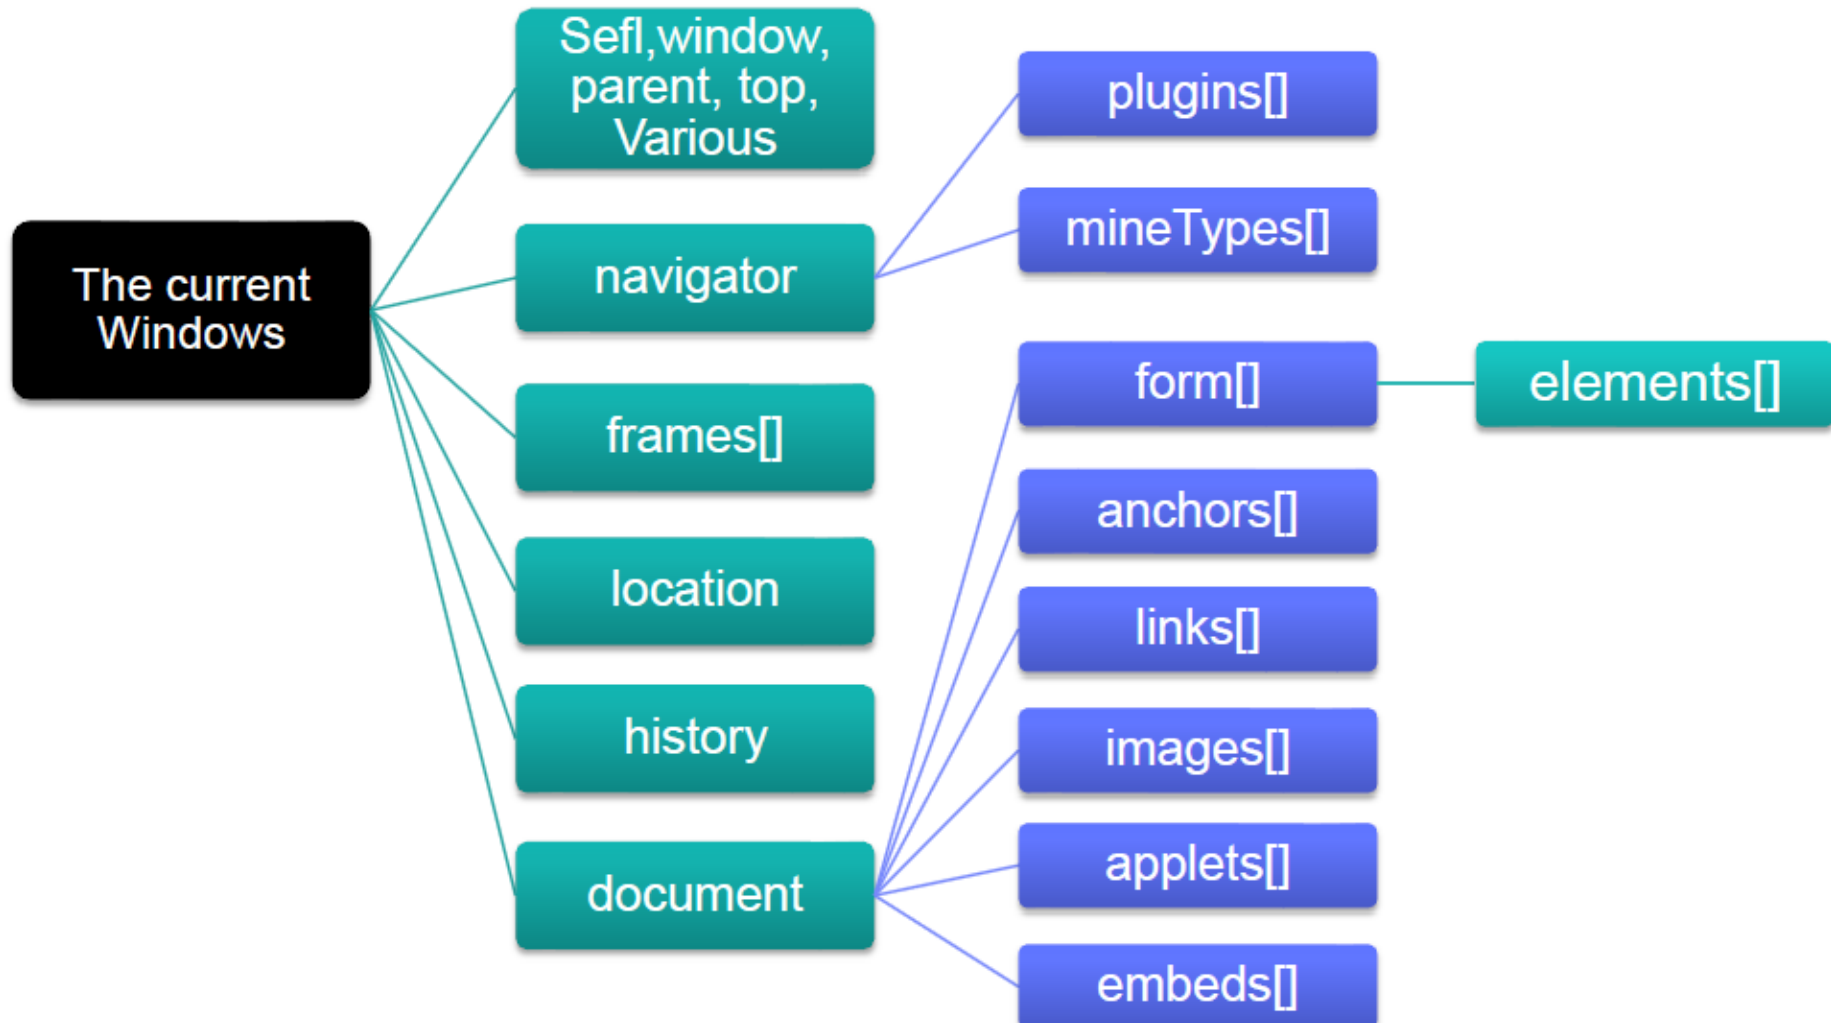 The current
Windows
Sefl,window,
parent, top,
Various
navigator
frames[]
location
history
document
plugins[]
mineTypes[]
form[]
anchors[]
links[]
images[]
applets[]
embeds[]
elements[]